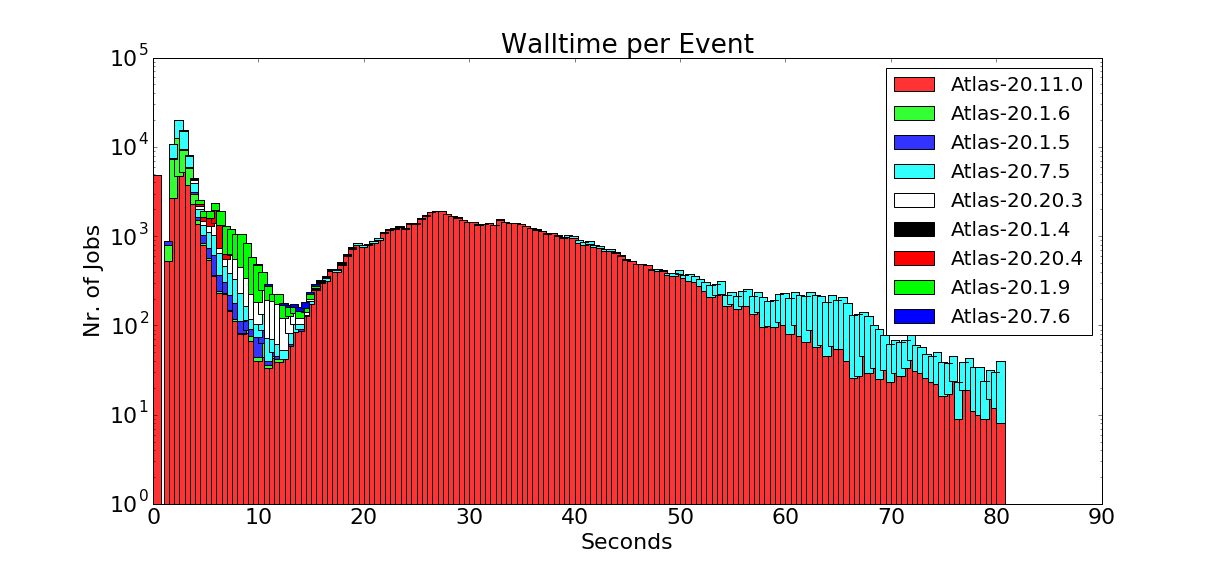 Walltime per Event
10^5
10^4
10^3
10^2
10^1
10^0
Nr. of Jobs
0 10 20 30 40 50 60 70 80 90
Seconds
Atlas-20.11.0
Atlas-20.1.6
Atlas-20.1.5
Atlas-20.7.5
Atlas-20.20.3
Atlas-20.1.4
Atlas-20.20.4
Atlas-20.1.9
Atlas-20.7.6